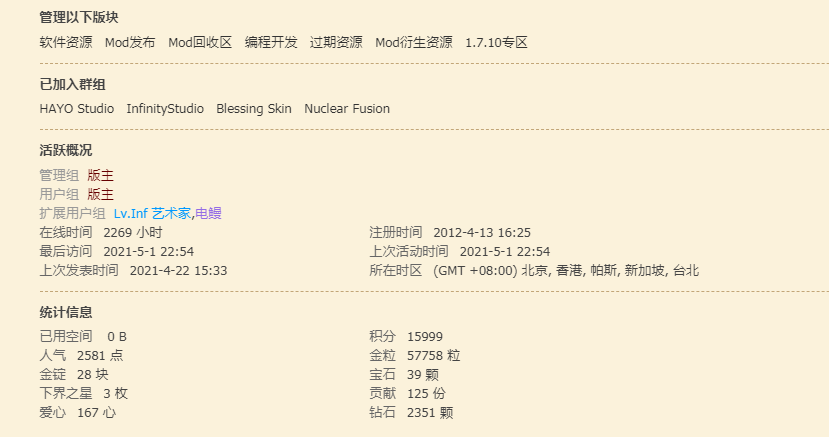 管理以下版块
软件资源 Mod发布 Mod回收区 编程开发 过期资源 Mod衍生资源 1.7.10专区
已加入群组
HAYO Studio InfinityStudio Blessing Skin Nuclear Fusion
活跃概况
管理组 版主
用户组 版主
扩展用户组 Lv.Inf 艺术家,电鳗
在线时间 2269 小时 注册时间 2012-4-13 16:25
最后访问 2021-5-1 22:54 上次活动时间 2021-5-1 22:54
上次发表时间 2021-4-22 15:33 所在时区 (GMT +08:00) 北京, 香港, 帕斯, 新加坡, 台北
统计信息
已用空间 0 B 积分 15999
人气 2581 点 金粒 57758 粒
金锭 28 块 宝石 39 颗
下界之星 3 枚 贡献 125 份
爱心 167 心 钻石 2351 颗